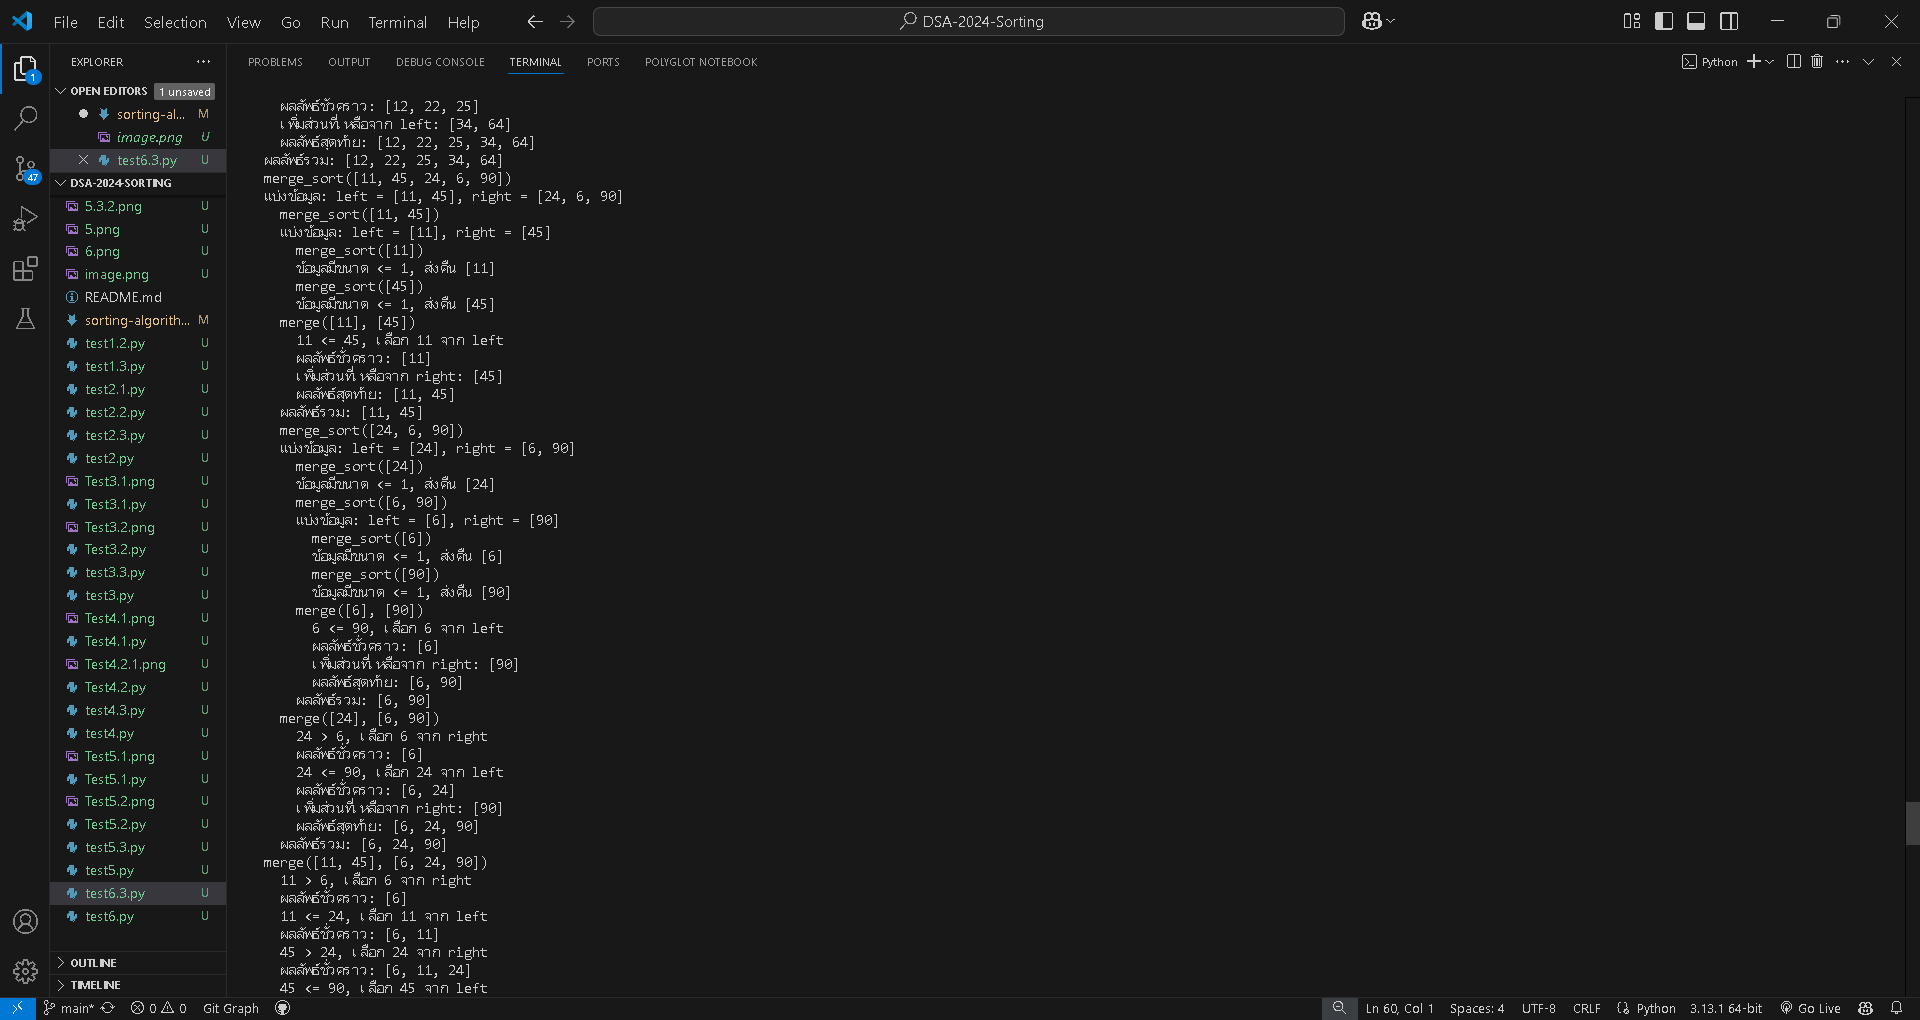 File Edit Selection View Go Run Terminal Help
DSA-2024-Sorting
EXPLORER
OPEN EDITORS 1 unsaved
sorting-al... M
image.png U
test6.3.py U
DSA-2024-SORTING
5.3.2.png U
5.png U
6.png U
image.png U
README.md
sorting-algorith... M
test1.2.py U
test1.3.py U
test2.1.py U
test2.2.py U
test2.3.py U
test2.py U
Test3.1.png U
Test3.1.py U
Test3.2.png U
Test3.2.py U
test3.3.py U
test3.py U
Test4.1.png U
Test4.1.py U
Test4.2.1.png U
Test4.2.py U
test4.3.py U
test4.py U
Test5.1.png U
Test5.1.py U
Test5.2.png U
Test5.2.py U
test5.3.py U
test5.py U
test6.3.py U
test6.py U
OUTLINE
TIMELINE
PROBLEMS OUTPUT DEBUG CONSOLE TERMINAL PORTS POLYGLOT NOTEBOOK
Python
ผลลัพธ์ชั่วคราว: [12, 22, 25]
เพิ่มส่วนที่เหลือจาก left: [34, 64]
ผลลัพธ์สุดท้าย: [12, 22, 25, 34, 64]
ผลลัพธ์รวม: [12, 22, 25, 34, 64]
merge_sort([11, 45, 24, 6, 90])
แบ่งข้อมูล: left = [11, 45], right = [24, 6, 90]
merge_sort([11, 45])
แบ่งข้อมูล: left = [11], right = [45]
merge_sort([11])
ข้อมูลมีขนาด <= 1, ส่งคืน [11]
merge_sort([45])
ข้อมูลมีขนาด <= 1, ส่งคืน [45]
merge([11], [45])
11 <= 45, เลือก 11 จาก left
ผลลัพธ์ชั่วคราว: [11]
เพิ่มส่วนที่เหลือจาก right: [45]
ผลลัพธ์สุดท้าย: [11, 45]
ผลลัพธ์รวม: [11, 45]
merge_sort([24, 6, 90])
แบ่งข้อมูล: left = [24], right = [6, 90]
merge_sort([24])
ข้อมูลมีขนาด <= 1, ส่งคืน [24]
merge_sort([6, 90])
แบ่งข้อมูล: left = [6], right = [90]
merge_sort([6])
ข้อมูลมีขนาด <= 1, ส่งคืน [6]
merge_sort([90])
ข้อมูลมีขนาด <= 1, ส่งคืน [90]
merge([6], [90])
6 <= 90, เลือก 6 จาก left
ผลลัพธ์ชั่วคราว: [6]
เพิ่มส่วนที่เหลือจาก right: [90]
ผลลัพธ์สุดท้าย: [6, 90]
ผลลัพธ์รวม: [6, 90]
merge([24], [6, 90])
24 > 6, เลือก 6 จาก right
ผลลัพธ์ชั่วคราว: [6]
24 <= 90, เลือก 24 จาก left
ผลลัพธ์ชั่วคราว: [6, 24]
เพิ่มส่วนที่เหลือจาก right: [90]
ผลลัพธ์สุดท้าย: [6, 24, 90]
ผลลัพธ์รวม: [6, 24, 90]
merge([11, 45], [6, 24, 90])
11 > 6, เลือก 6 จาก right
ผลลัพธ์ชั่วคราว: [6]
11 <= 24, เลือก 11 จาก left
ผลลัพธ์ชั่วคราว: [6, 11]
45 > 24, เลือก 24 จาก right
ผลลัพธ์ชั่วคราว: [6, 11, 24]
45 <= 90, เลือก 45 จาก left
1
47
main* 0 0 Git Graph Ln 60, Col 1 Spaces: 4 UTF-8 CRLF Python 3.13.1 64-bit Go Live